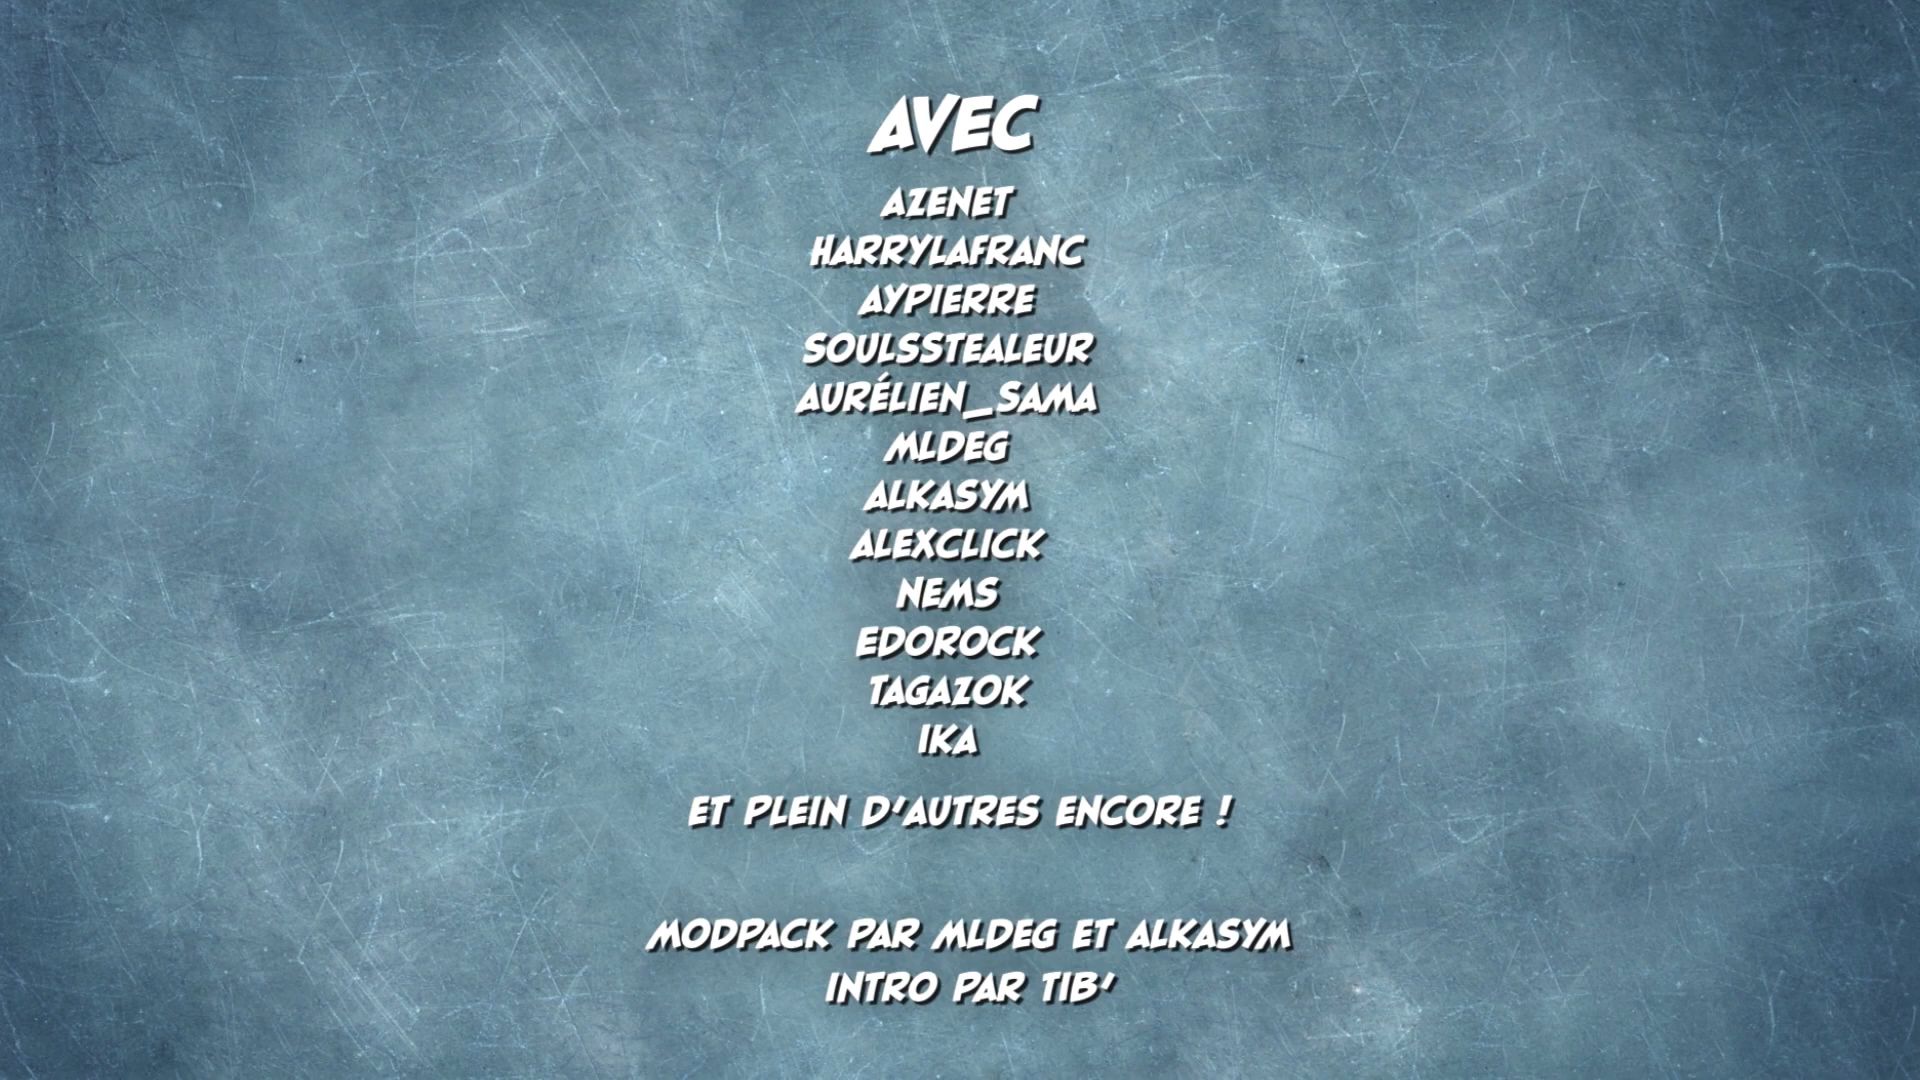 AVEC
AZENET
HARRYLAFRANC
AYPIERRE
SOULSSTEALEUR
AURÉLIEN_SAMA
MLDEG
ALKASYM
ALEXCLICK
NEMS
EDOROCK
TAGAZOK
IKA
ET PLEIN D'AUTRES ENCORE !
MODPACK PAR MLDEG ET ALKASYM
INTRO PAR TIB'